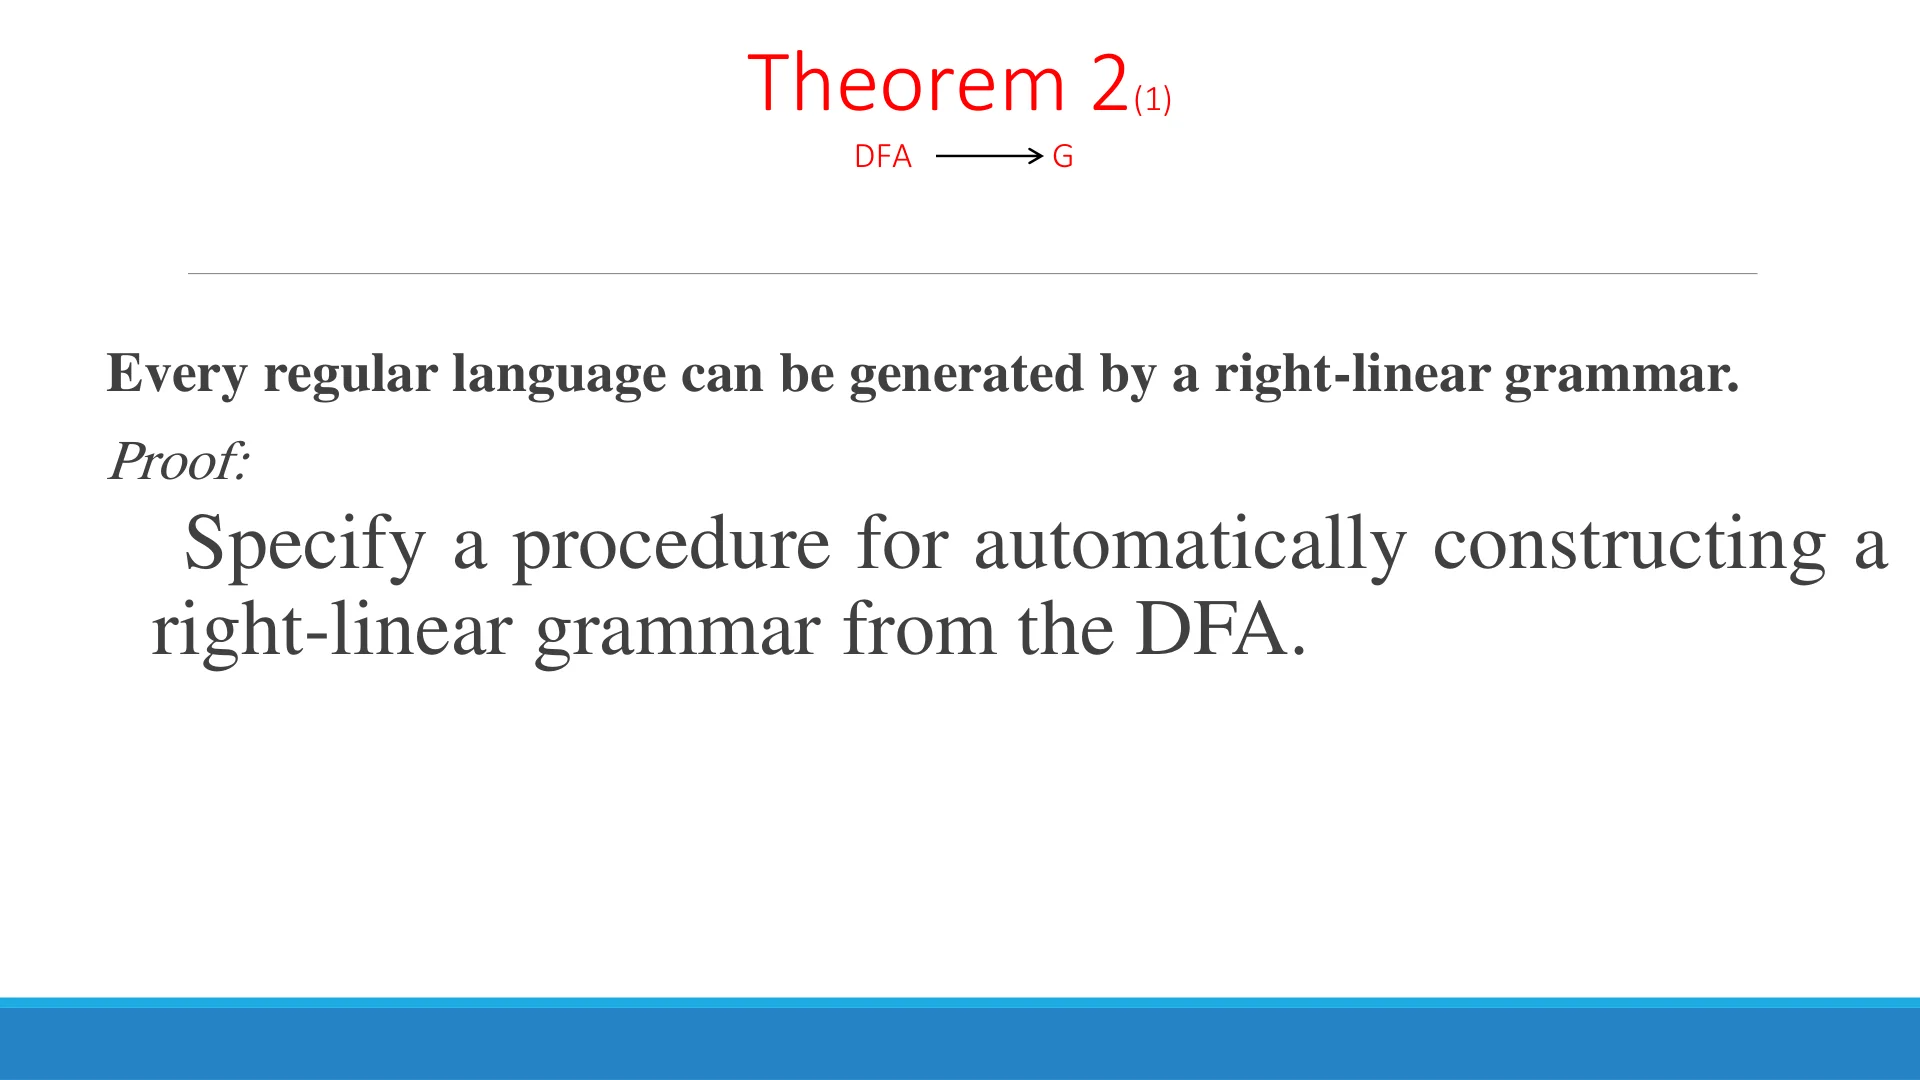 Theorem 2(1)
DFA → G
Every regular language can be generated by a right-linear grammar.
Proof:
Specify a procedure for automatically constructing a
right-linear grammar from the DFA.